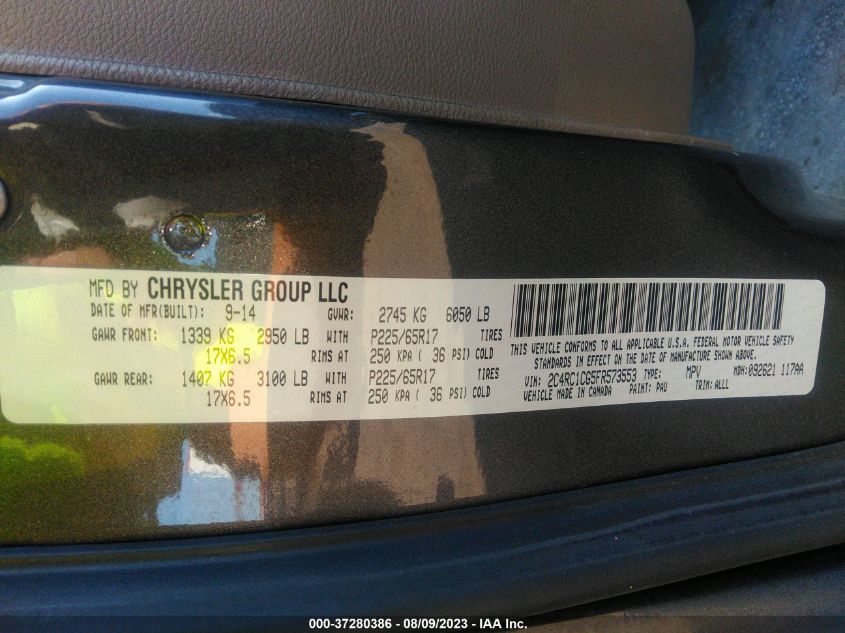 MFD BY CHRYSLER GROUP LLC
DATE OF MFR(BUILT): 9-14 GVWR: 2745 KG 6050 LB
GAWR FRONT: 1339 KG 2950 LB WITH P225/65R17 TIRES
17X6.5 RIMS AT 250 KPA ( 36 PSI) COLD
GAWR REAR: 1407 KG 3100 LB WITH P225/65R17 TIRES
17X6.5 RIMS AT 250 KPA ( 36 PSI) COLD
THIS VEHICLE CONFORMS TO ALL APPLICABLE U.S.A. FEDERAL MOTOR VEHICLE SAFETY
STANDARDS IN EFFECT ON THE DATE OF MANUFACTURE SHOWN ABOVE.
VIN: 2C4RC1CG5FR573553 TYPE: MPV MDH: 092621 117AA
VEHICLE MADE IN CANADA PAINT: PAU TRIM: ALLL
000-37280386 - 08/09/2023 - IAA Inc.